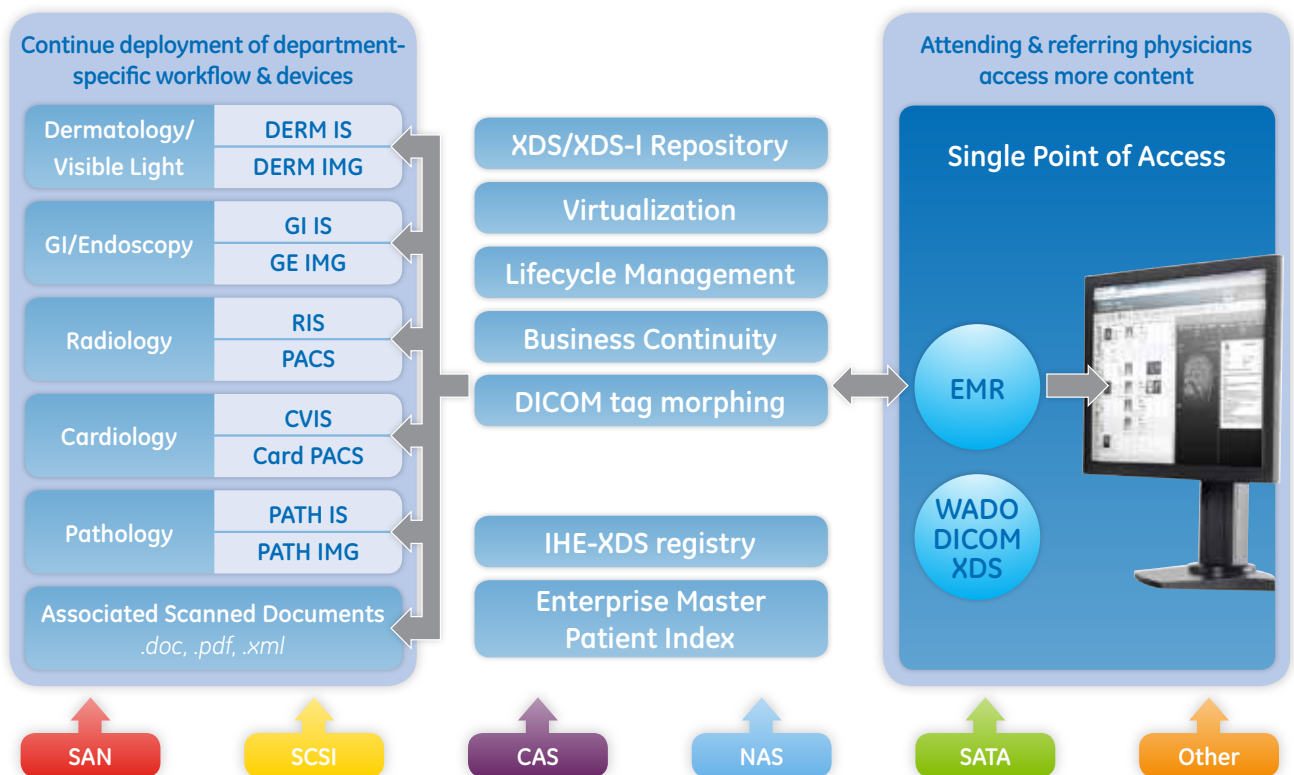 Continue deployment of department-
specific workflow & devices
Dermatology/
Visible Light
DERM IS
DERM IMG
GI/Endoscopy
GI IS
GE IMG
Radiology
RIS
PACS
Cardiology
CVIS
Card PACS
Pathology
PATH IS
PATH IMG
Associated Scanned Documents
.doc, .pdf, .xml
XDS/XDS-I Repository
Virtualization
Lifecycle Management
Business Continuity
DICOM tag morphing
IHE-XDS registry
Enterprise Master
Patient Index
Attending & referring physicians
access more content
Single Point of Access
EMR
WADO
DICOM
XDS
SAN
SCSI
CAS
NAS
SATA
Other